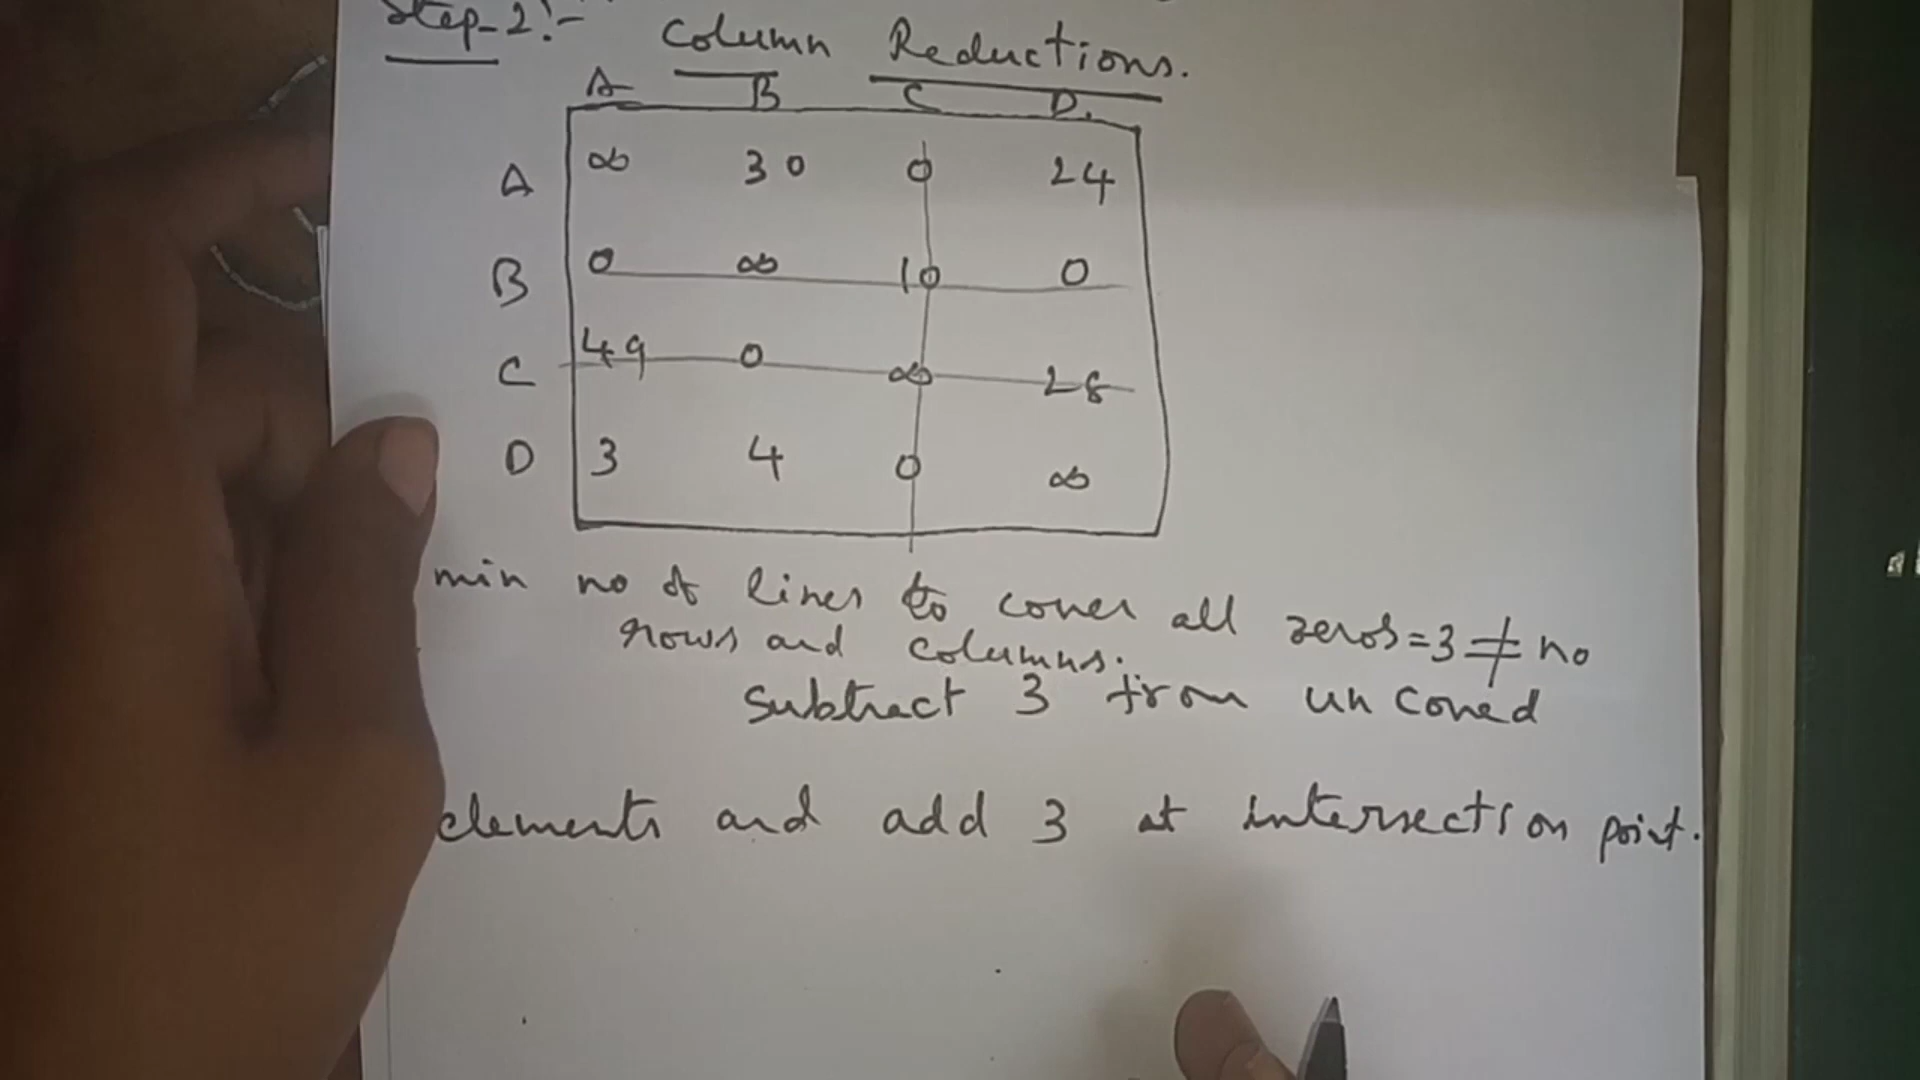 Step-2:- Column Reductions.
A B C D.
A ∞ 30 0 24
B 0 ∞ 10 0
C 49 0 ∞ 28
D 3 4 0 ∞
min no of lines to cover all zeros = 3 ≠ no
rows and columns.
Subtract 3 from un coved
elements and add 3 at intersection point.